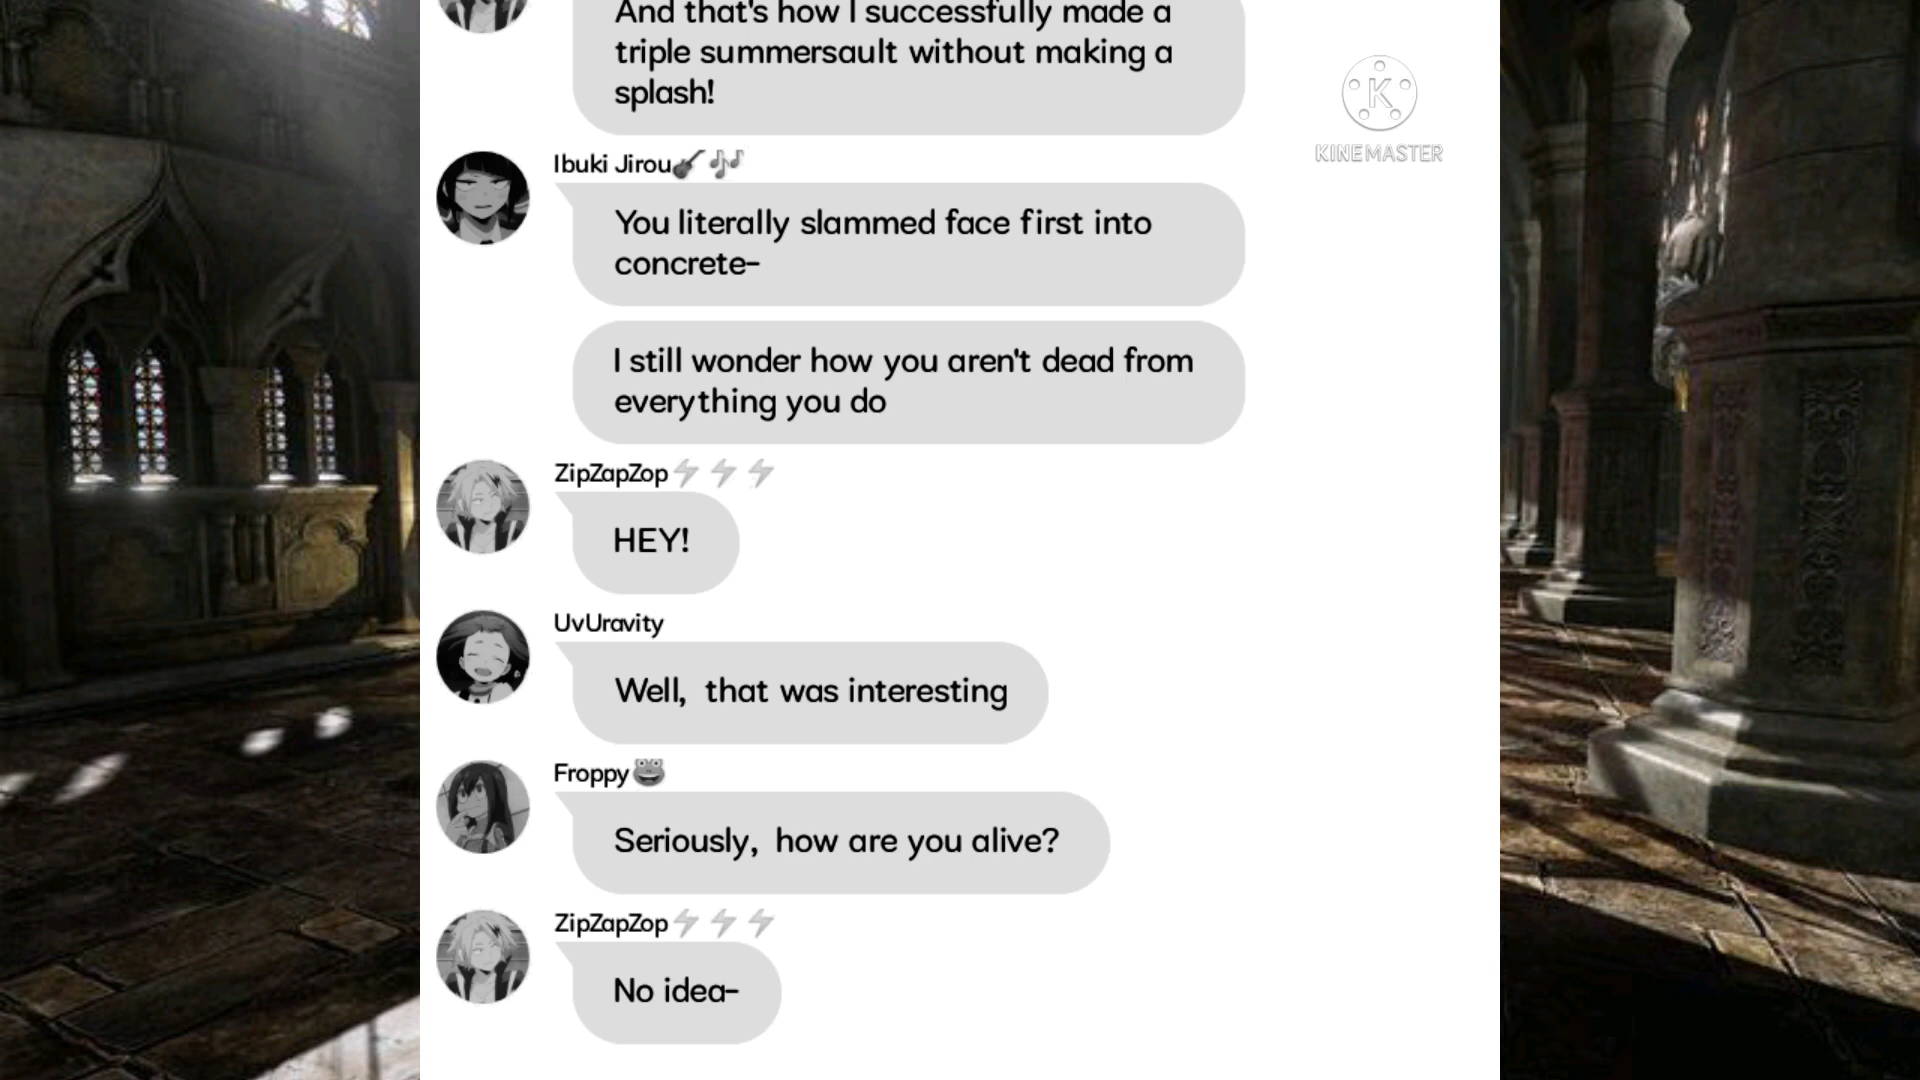 And that's how I successfully made a
triple summersault without making a
splash!
K
KINEMASTER
Ibuki Jirou🎸🎶
You literally slammed face first into
concrete-
I still wonder how you aren't dead from
everything you do
ZipZapZop⚡⚡⚡
HEY!
UvUravity
Well,  that was interesting
Froppy🐸
Seriously,  how are you alive?
ZipZapZop⚡⚡⚡
No idea-